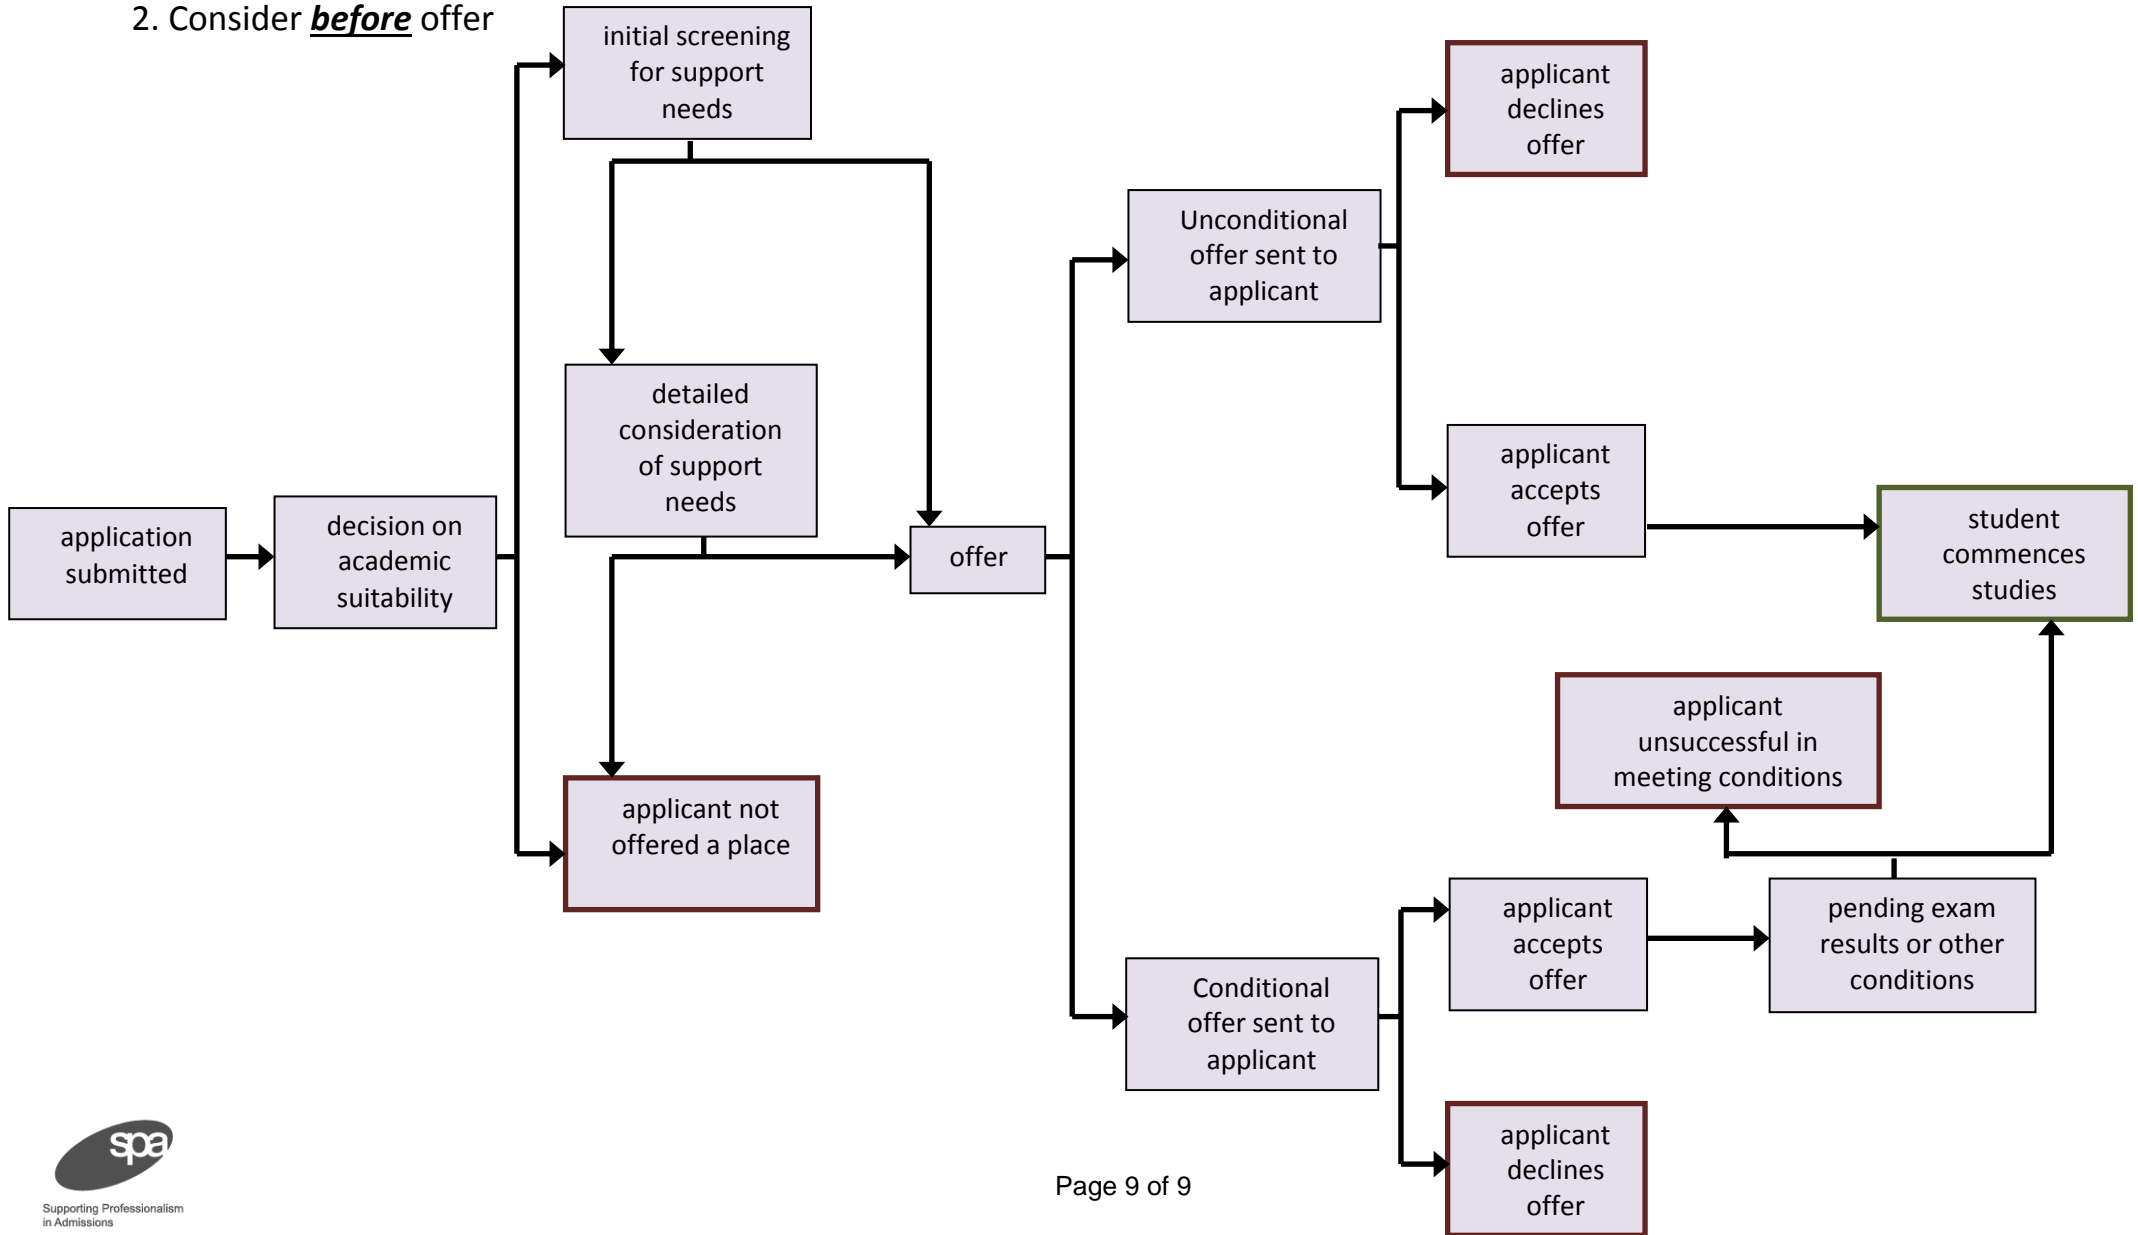 2. Consider before offer
initial screening
for support
needs
applicant
declines
offer
Unconditional
offer sent to
applicant
detailed
consideration
of support
needs
applicant
accepts
offer
application
submitted
decision on
academic
suitability
offer
student
commences
studies
applicant
unsuccessful in
meeting conditions
applicant not
offered a place
applicant
accepts
offer
pending exam
results or other
conditions
Conditional
offer sent to
applicant
applicant
declines
offer
spa
Supporting Professionalism
in Admissions
Page 9 of 9